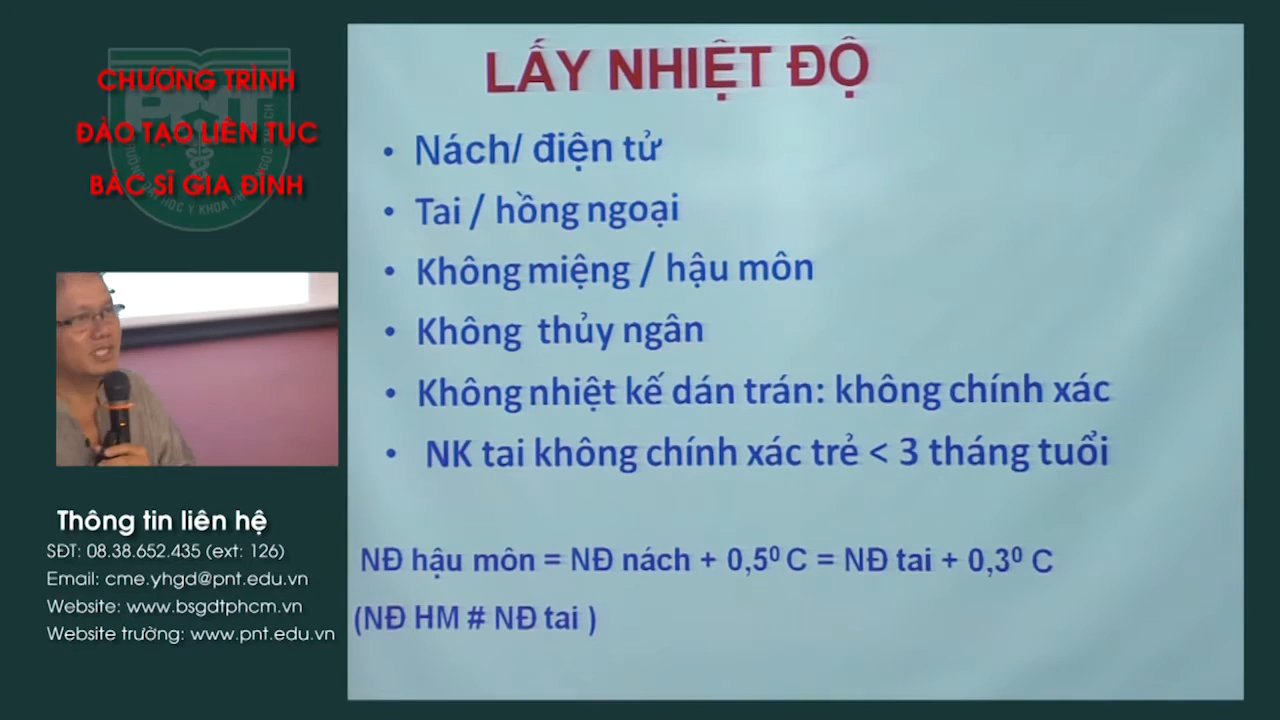 CHƯƠNG TRÌNH
ĐÀO TẠO LIÊN TỤC
BÁC SĨ GIA ĐÌNH
PNT
LẤY NHIỆT ĐỘ
• Nách/ điện tử
• Tai / hồng ngoại
• Không miệng / hậu môn
• Không thủy ngân
• Không nhiệt kế dán trán: không chính xác
• NK tai không chính xác trẻ < 3 tháng tuổi
NĐ hậu môn = NĐ nách + 0,5⁰ C = NĐ tai + 0,3⁰ C
(NĐ HM # NĐ tai )
Thông tin liên hệ
SĐT: 08.38.652.435 (ext: 126)
Email: cme.yhgd@pnt.edu.vn
Website: www.bsgdtphcm.vn
Website trường: www.pnt.edu.vn